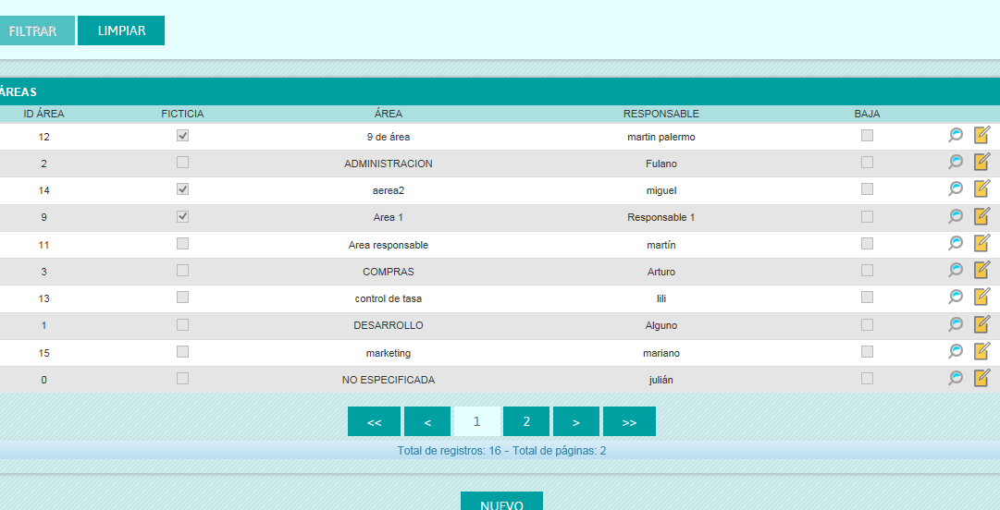 FILTRAR LIMPIAR
ÁREAS
ID ÁREA FICTICIA ÁREA RESPONSABLE BAJA
12 9 de área martin palermo
2 ADMINISTRACION Fulano
14 aerea2 miguel
9 Area 1 Responsable 1
11 Area responsable martín
3 COMPRAS Arturo
13 control de tasa lili
1 DESARROLLO Alguno
15 marketing mariano
0 NO ESPECIFICADA julián
<< < 1 2 > >>
Total de registros: 16 - Total de páginas: 2
NUEVO